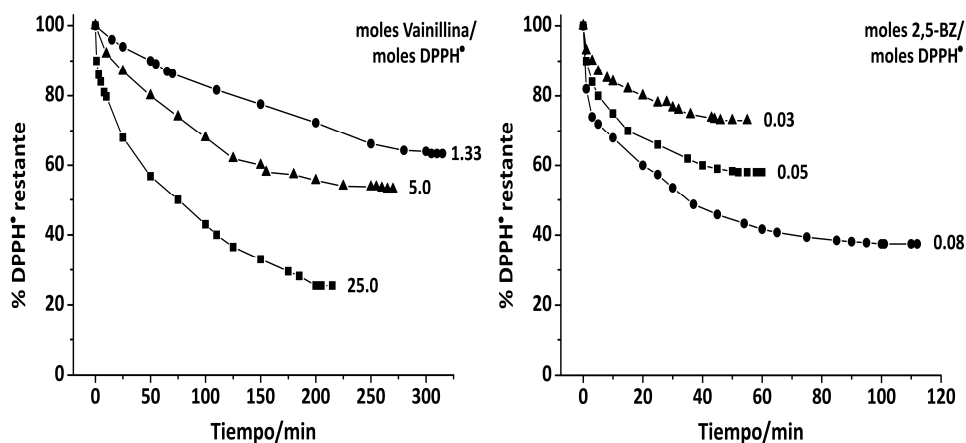 moles Vainillina/
moles DPPH•
% DPPH• restante
100
80
60
40
20
0
1.33
5.0
25.0
0 50 100 150 200 250 300
Tiempo/min
moles 2,5-BZ/
moles DPPH•
% DPPH• restante
100
80
60
40
20
0
0.03
0.05
0.08
0 20 40 60 80 100 120
Tiempo/min